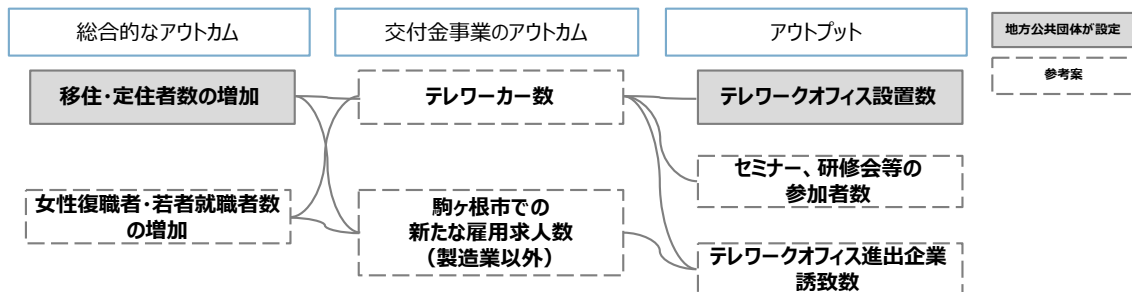 総合的なアウトカム
交付金事業のアウトカム
アウトプット
地方公共団体が設定
参考案
移住・定住者数の増加
テレワーカー数
テレワークオフィス設置数
セミナー、研修会等の
参加者数
女性復職者・若者就職者数
の増加
駒ヶ根市での
新たな雇用求人数
（製造業以外）
テレワークオフィス進出企業
誘致数